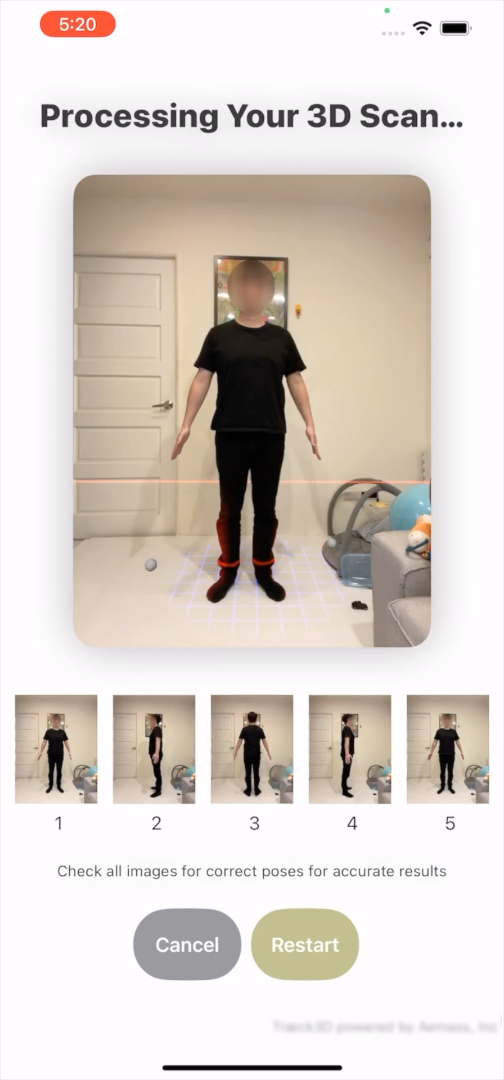 5:20
Processing Your 3D Scan...
1
2
3
4
5
Check all images for correct poses for accurate results
Cancel
Restart
powered by Aemass, Inc